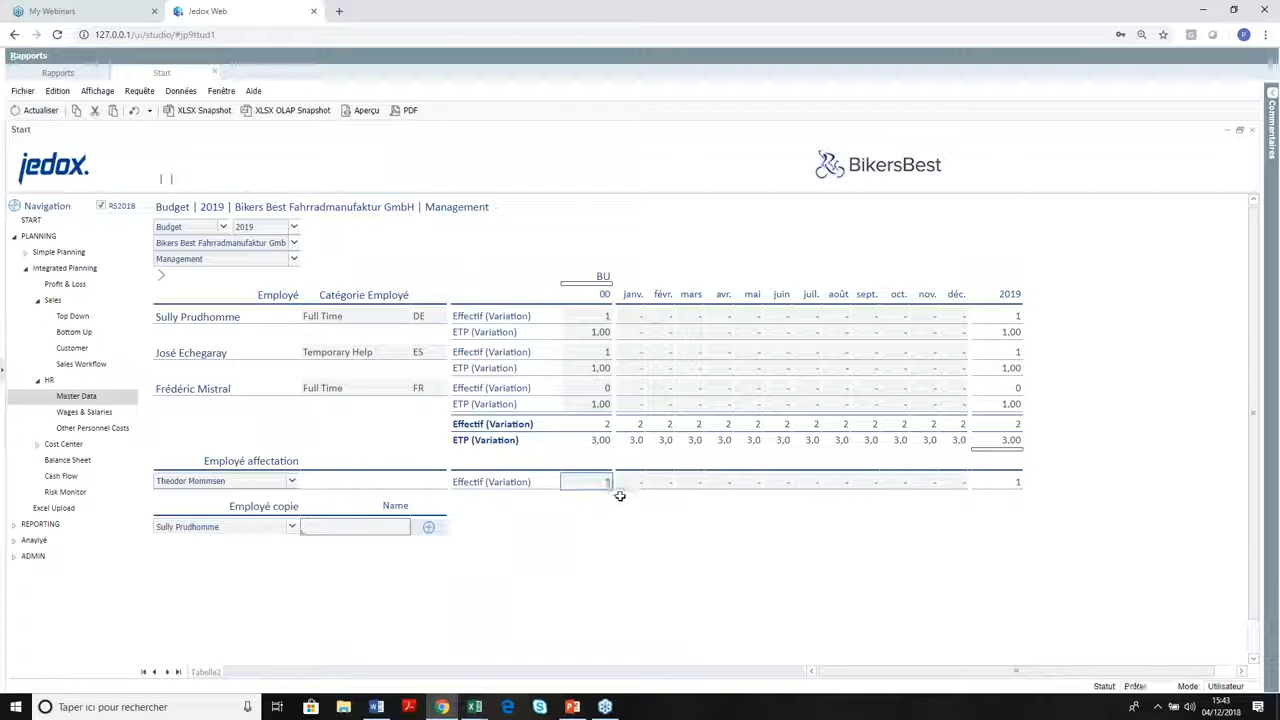 My Webinars
Jedox Web
127.0.0.1/ui/studio/#jp9ttud1
Rapports
Rapports
Start
Fichier Edition Affichage Requête Données Fenêtre Aide
Actualiser XLSX Snapshot XLSX OLAP Snapshot Aperçu PDF
Commentaires
Start
jedox.
BikersBest
Navigation RS2018
START
PLANNING
Simple Planning
Integrated Planning
Profit & Loss
Sales
Top Down
Bottom Up
Customer
Sales Workflow
HR
Master Data
Wages & Salaries
Other Personnel Costs
Cost Center
Balance Sheet
Cash Flow
Risk Monitor
Excel Download
REPORTING
ADMIN
Budget | 2019 | Bikers Best Fahrradmanufaktur GmbH | Management
Budget 2019
Bikers Best Fahrradmanufaktur Gmb
Management
BU
Employé Catégorie Employé 00 janv. févr. mars avr. mai juin juil. août sept. oct. nov. déc. 2019
Sully Prudhomme Full Time DE Effectif (Variation) 1 - - - - - - - - - - - - 1
ETP (Variation) 1,00 - - - - - - - - - - - - 1,00
José Echegaray Temporary Help ES Effectif (Variation) 1 - - - - - - - - - - - - 1
ETP (Variation) 1,00 - - - - - - - - - - - - 1,00
Frédéric Mistral Full Time FR Effectif (Variation) 0 - - - - - - - - - - - - 0
ETP (Variation) 1,00 - - - - - - - - - - - - 1,00
Effectif (Variation) 2 2 2 2 2 2 2 2 2 2 2 2 2 2
ETP (Variation) 3,00 3,0 3,0 3,0 3,0 3,0 3,0 3,0 3,0 3,0 3,0 3,0 3,0 3,00
Employé affectation
Theodor Mommsen Effectif (Variation) - - - - - - - - - - - - 1
Employé copie Name
Sully Prudhomme
Tabelle2
Statut: Prêt Mode: Utilisateur
Taper ici pour rechercher
15:43
04/12/2018